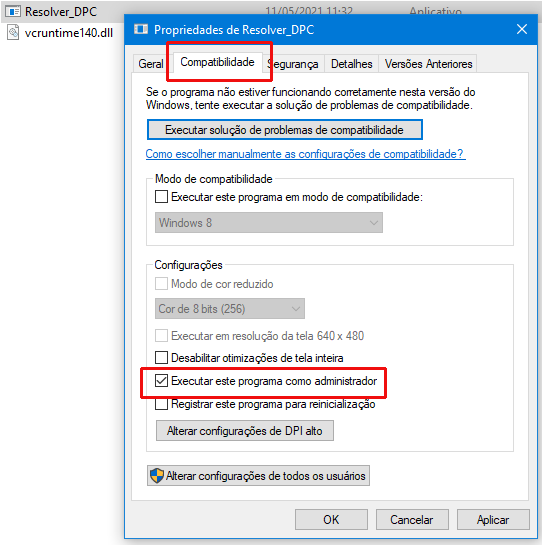 Resolver_DPC 11/05/2021 11:32 Aplicativo
vcruntime140.dll
Propriedades de Resolver_DPC
Geral Compatibilidade Segurança Detalhes Versões Anteriores
Se o programa não estiver funcionando corretamente nesta versão do
Windows, tente executar a solução de problemas de compatibilidade.
Executar solução de problemas de compatibilidade
Como escolher manualmente as configurações de compatibilidade?
Modo de compatibilidade
Executar este programa em modo de compatibilidade:
Windows 8
Configurações
Modo de cor reduzido
Cor de 8 bits (256)
Executar em resolução da tela 640 x 480
Desabilitar otimizações de tela inteira
Executar este programa como administrador
Registrar este programa para reinicialização
Alterar configurações de DPI alto
Alterar configurações de todos os usuários
OK Cancelar Aplicar